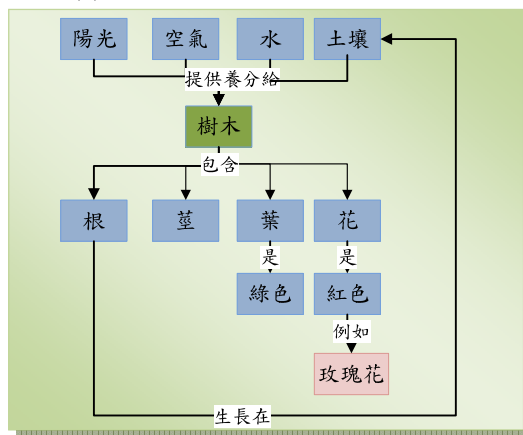 陽光 空氣 水 土壤
提供養分給
樹木
包含
根 莖 葉 花
是 是
綠色 紅色
例如
玫瑰花
生長在